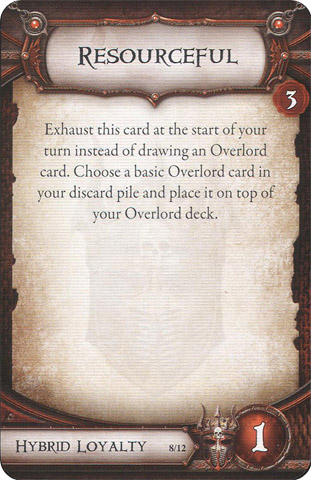 Resourceful
3
Exhaust this card at the start of your
turn instead of drawing an Overlord
card. Choose a basic Overlord card in
your discard pile and place it on top of
your Overlord deck.
Hybrid Loyalty 8/12
1